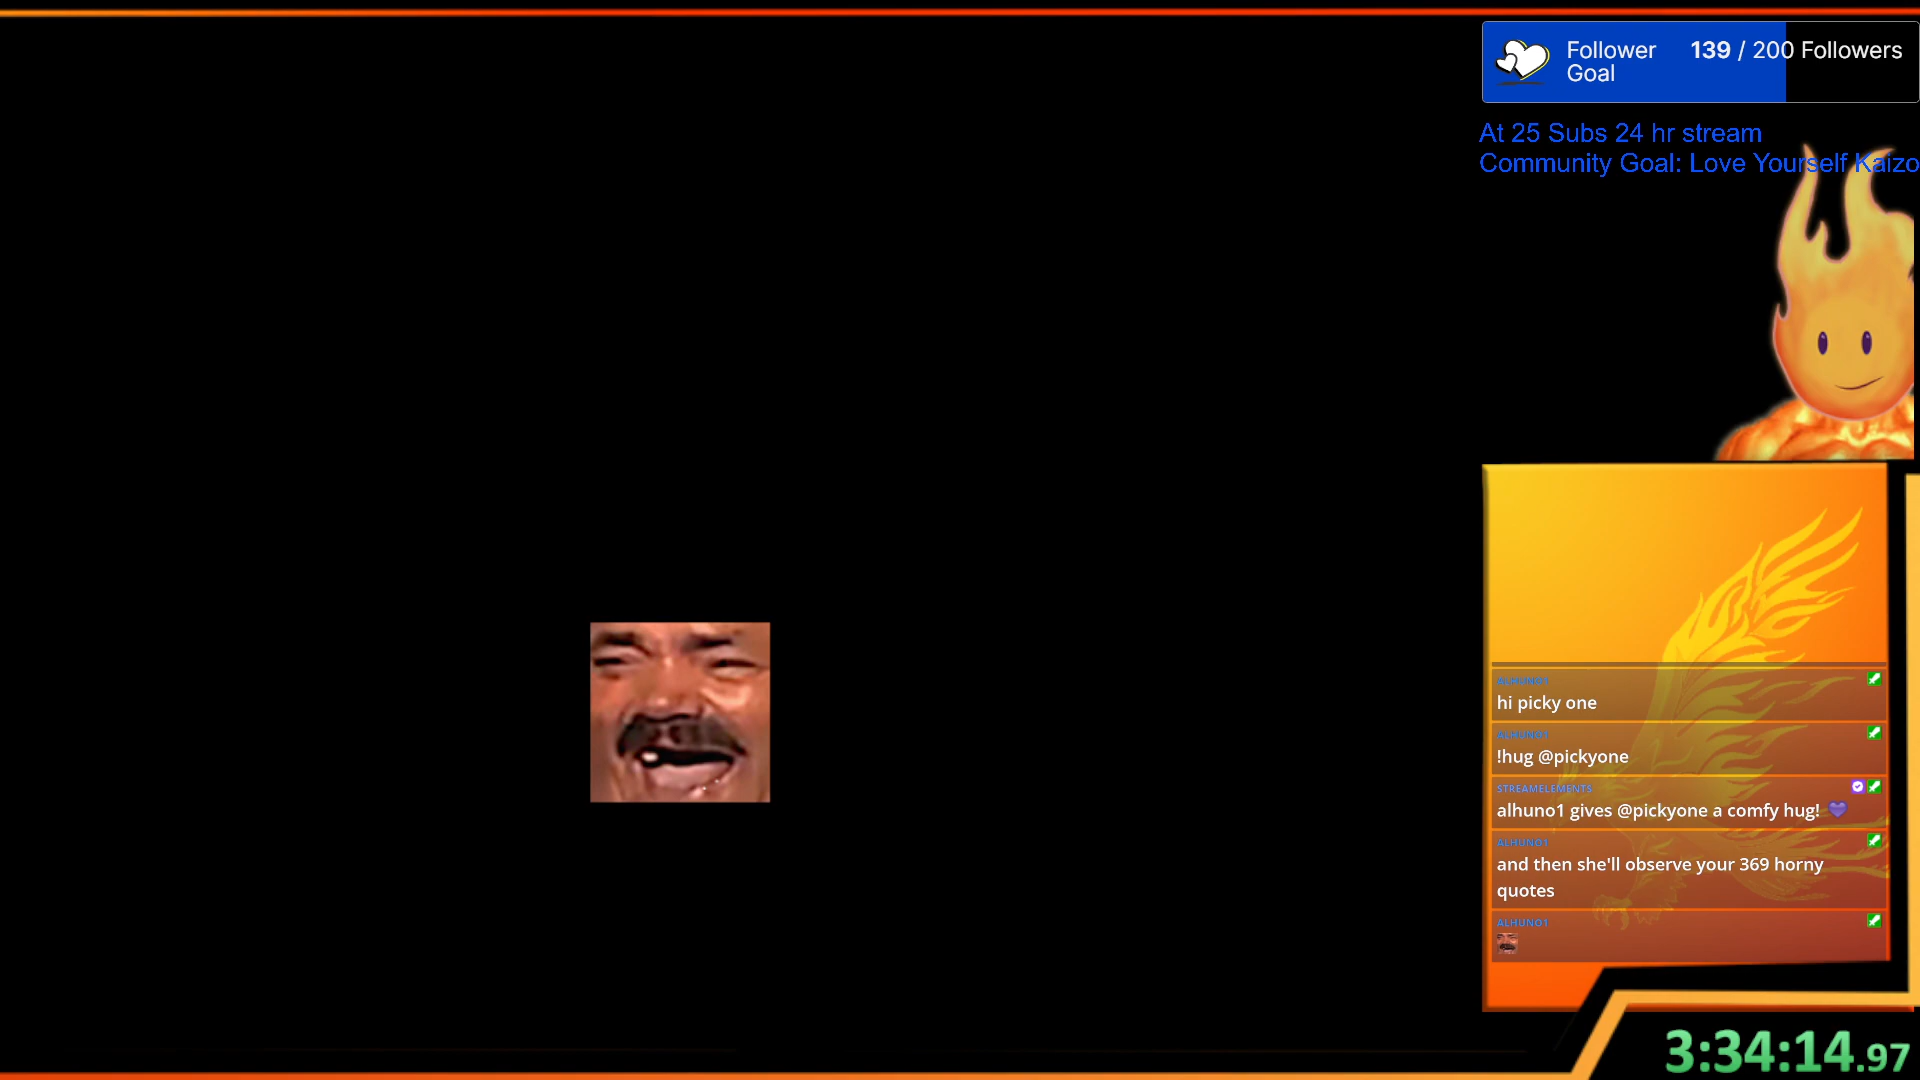 Follower 139 / 200 Followers
Goal
At 25 Subs 24 hr stream
Community Goal: Love Yourself Kaizo
ALHUNO1
hi picky one
ALHUNO1
!hug @pickyone
STREAMELEMENTS
alhuno1 gives @pickyone a comfy hug! 💜
ALHUNO1
and then she'll observe your 369 horny
quotes
ALHUNO1
3:34:14.97